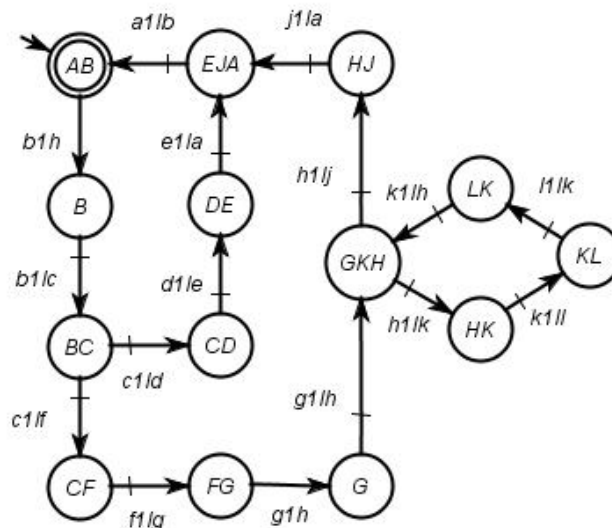 a1lb
j1la
AB
EJA
HJ
b1h
e1la
h1lj
k1lh
LK
l1lk
B
DE
GKH
KL
b1lc
d1le
h1lk
HK
k1ll
BC
c1ld
CD
c1lf
g1lh
CF
FG
G
f1lg
g1h